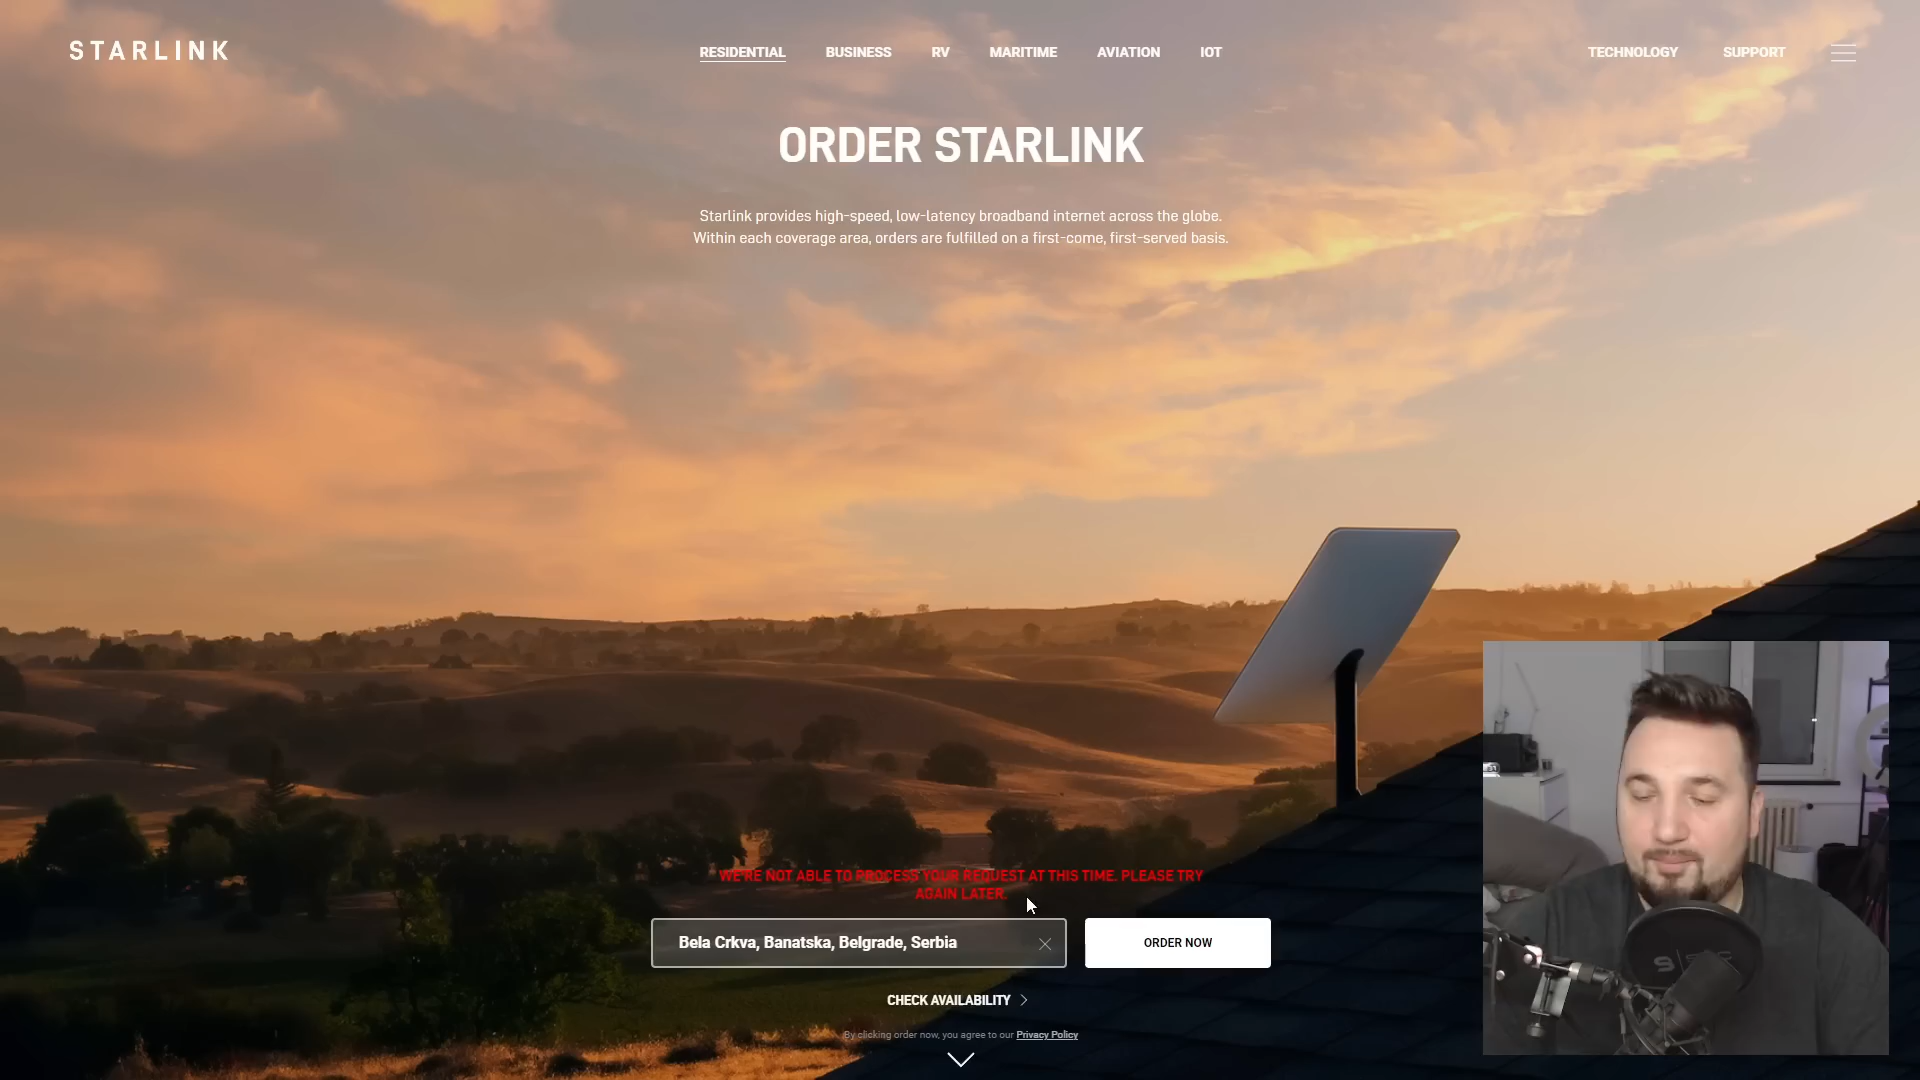 STARLINK
RESIDENTIAL BUSINESS RV MARITIME AVIATION IOT
TECHNOLOGY SUPPORT
ORDER STARLINK
Starlink provides high-speed, low-latency broadband internet across the globe.
Within each coverage area, orders are fulfilled on a first-come, first-served basis.
WE'RE NOT ABLE TO PROCESS YOUR REQUEST AT THIS TIME. PLEASE TRY
AGAIN LATER.
Bela Crkva, Banatska, Belgrade, Serbia
ORDER NOW
CHECK AVAILABILITY
By clicking order now, you agree to our Privacy Policy